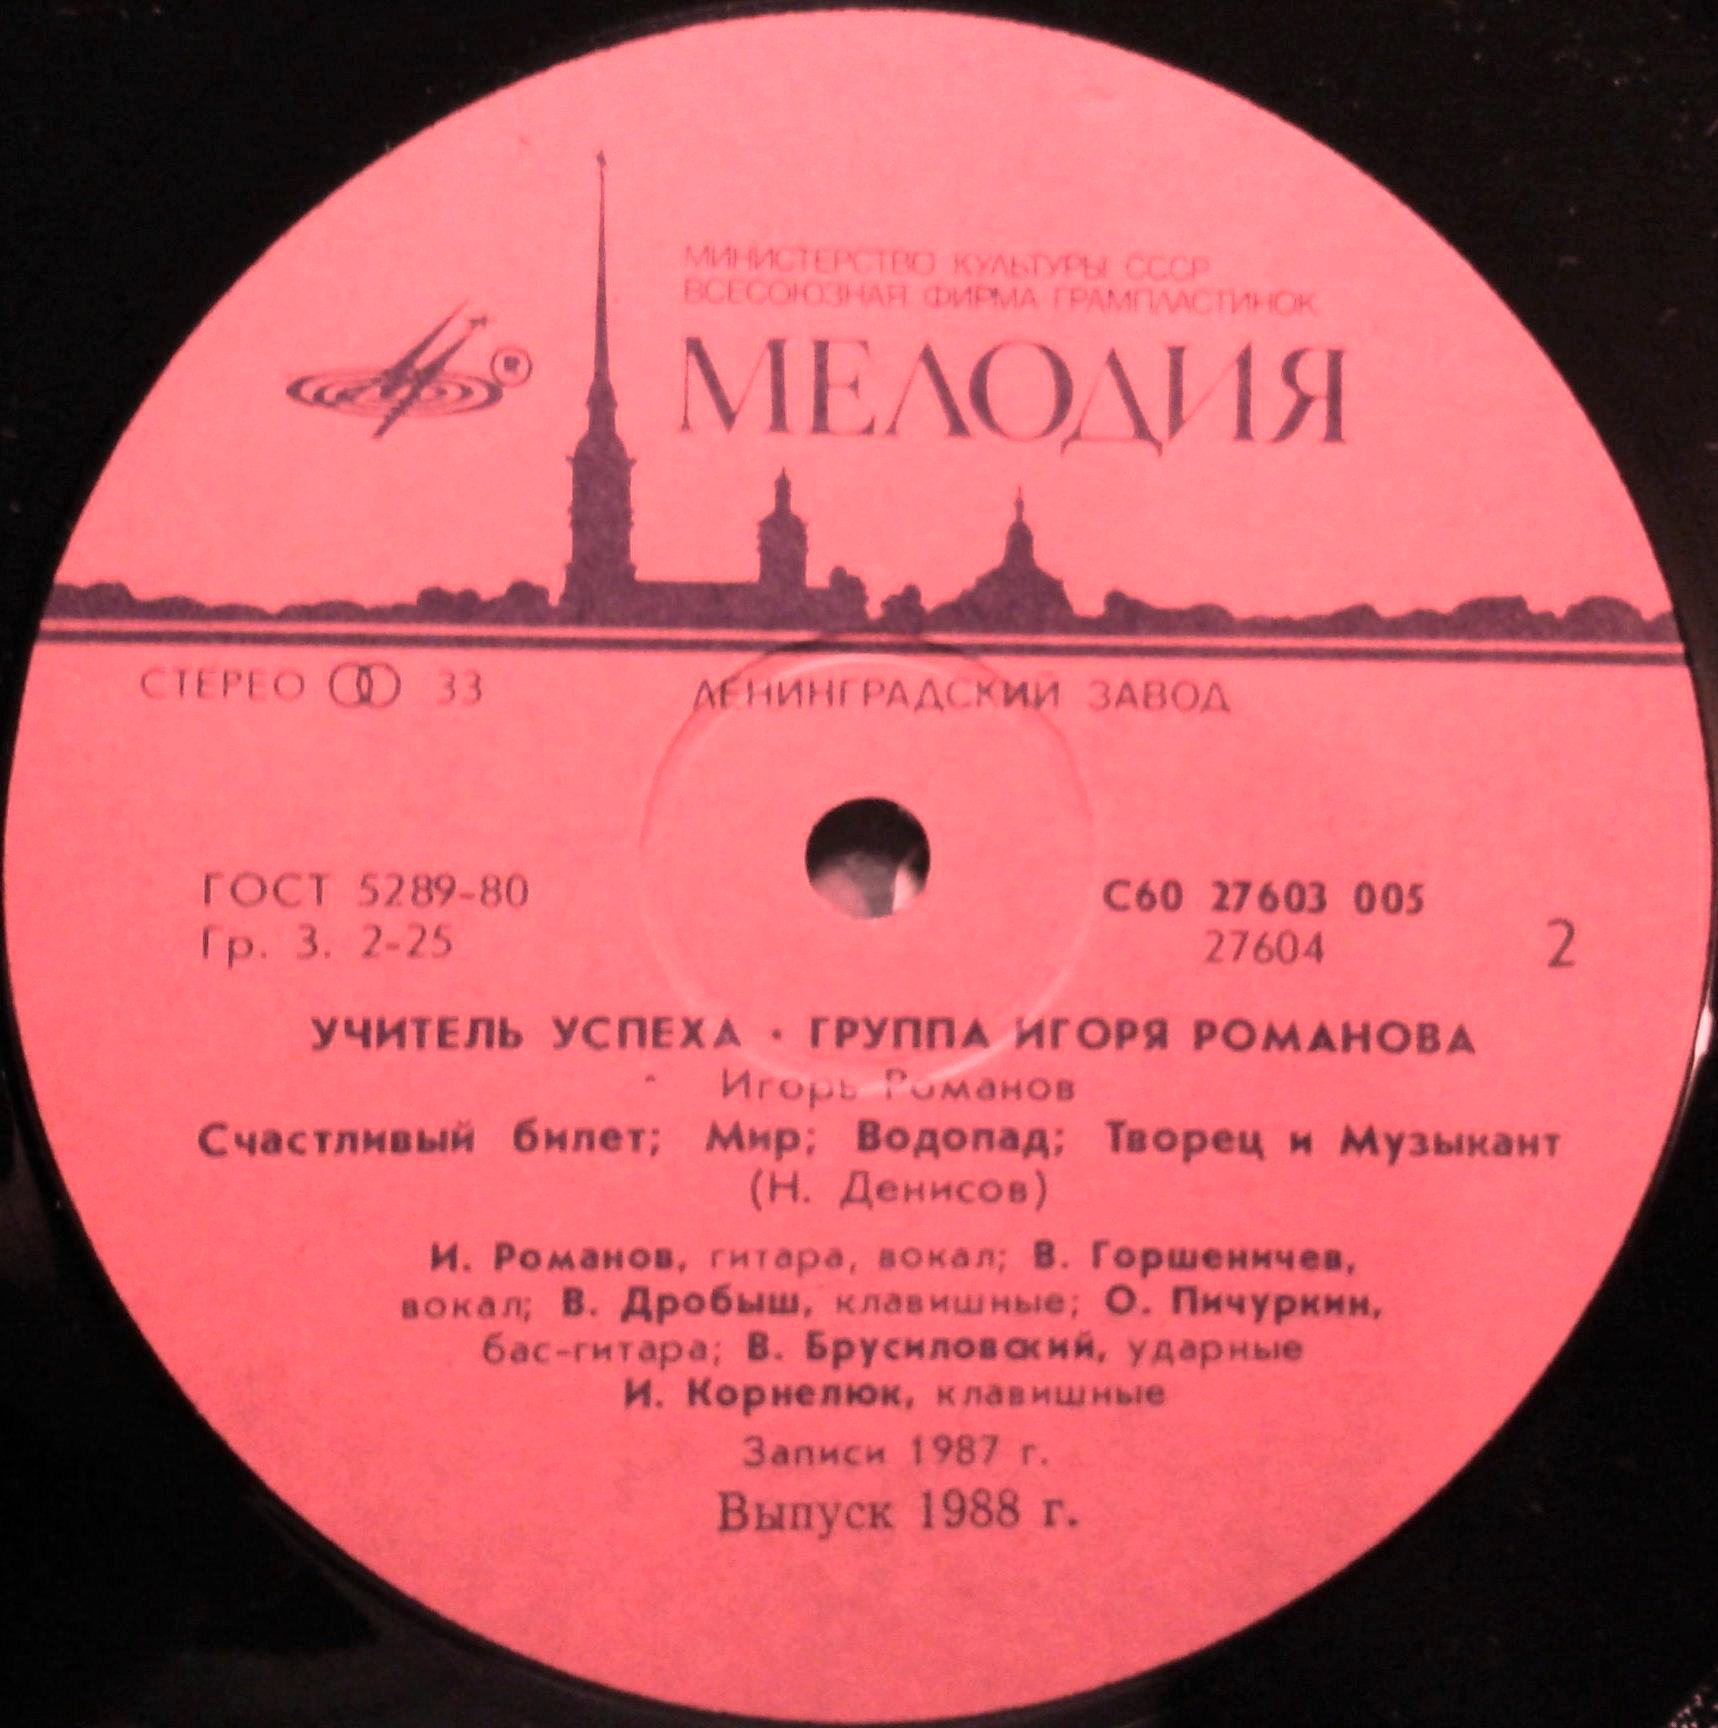 МИНИСТЕРСТВО КУЛЬТУРЫ СССР
ВСЕСОЮЗНАЯ ФИРМА ГРАМПЛАСТИНОК
МЕЛОДИЯ
СТЕРЕО 33 ЛЕНИНГРАДСКИЙ ЗАВОД
ГОСТ 5289-80 С60 27603 005
Гр. 3. 2-25 27604 2
УЧИТЕЛЬ УСПЕХА · ГРУППА ИГОРЯ РОМАНОВА
Игорь Романов
Счастливый билет; Мир; Водопад; Творец и Музыкант
(Н. Денисов)
И. Романов, гитара, вокал; В. Горшеничев,
вокал; В. Дробыш, клавишные; О. Пичуркин,
бас-гитара; В. Брусиловский, ударные
И. Корнелюк, клавишные
Записи 1987 г.
Выпуск 1988 г.